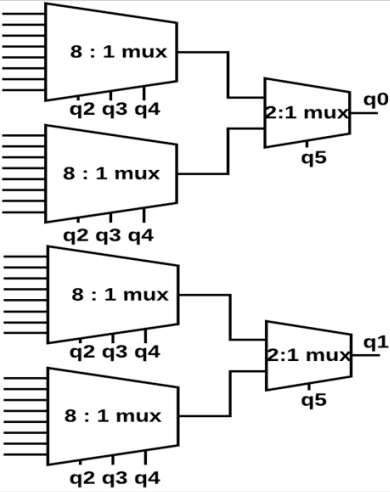 8 : 1 mux
q2 q3 q4
2:1 mux
q0
q5
8 : 1 mux
q2 q3 q4
8 : 1 mux
q2 q3 q4
2:1 mux
q1
q5
8 : 1 mux
q2 q3 q4